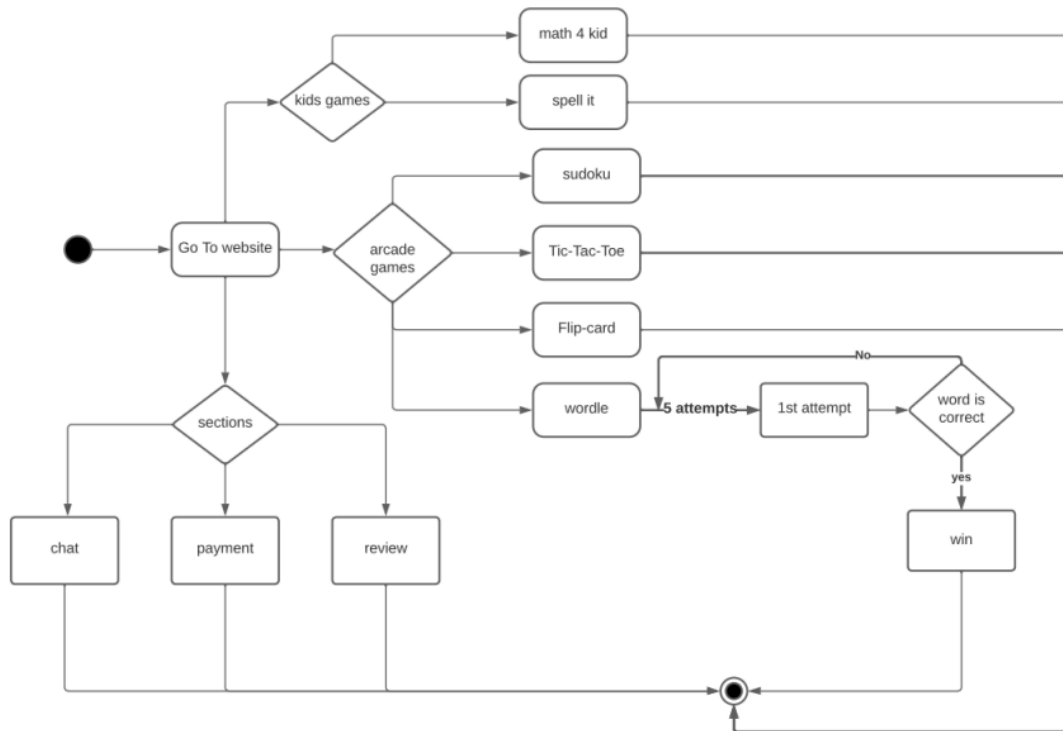 math 4 kid
kids games
spell it
sudoku
Go To website
arcade
games
Tic-Tac-Toe
Flip-card
No
wordle
5 attempts
1st attempt
word is
correct
sections
yes
chat
payment
review
win